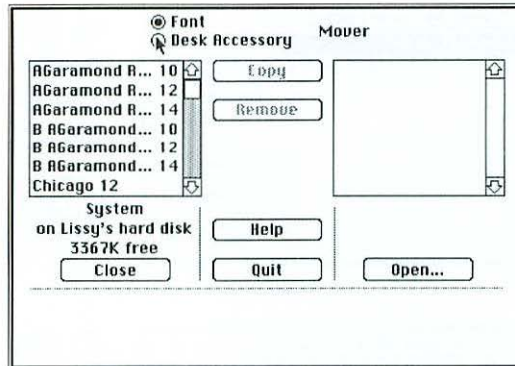 Font
Desk Accessory
Mover
AGaramond R... 10
AGaramond R... 12
AGaramond R... 14
B AGaramond... 10
B AGaramond... 12
B AGaramond... 14
Chicago 12
Copy
Remove
System
on Lissy's hard disk
3367K free
Close
Help
Quit
Open...